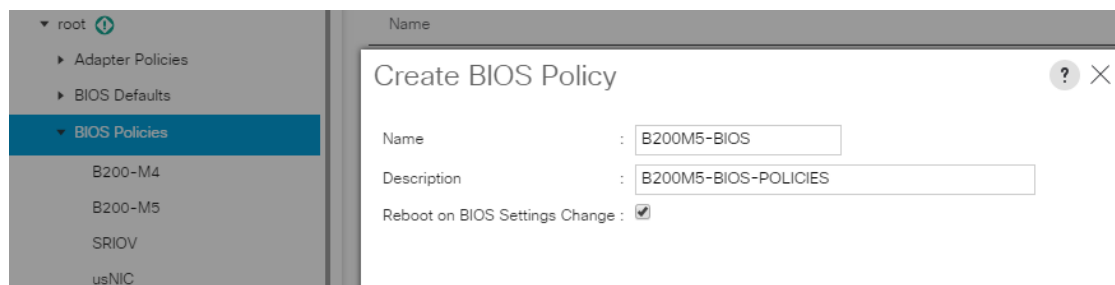 root
Adapter Policies
BIOS Defaults
BIOS Policies
B200-M4
B200-M5
SRIOV
usNIC
Name
Create BIOS Policy
?
Name : B200M5-BIOS
Description : B200M5-BIOS-POLICIES
Reboot on BIOS Settings Change :